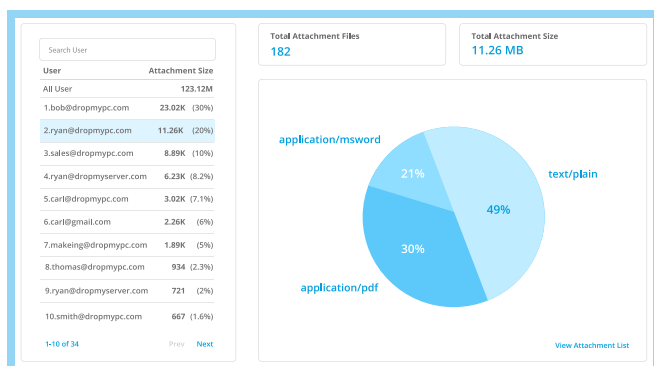 Search User
User Attachment Size
All User 123.12M
1.bob@dropmypc.com 23.02K (30%)
2.ryan@dropmypc.com 11.26K (20%)
3.sales@dropmypc.com 8.89K (10%)
4.ryan@dropmyserver.com 6.23K (8.2%)
5.carl@dropmypc.com 3.02K (7.1%)
6.carl@gmail.com 2.26K (6%)
7.makeing@dropmypc.com 1.89K (5%)
8.thomas@dropmypc.com 934 (2.3%)
9.ryan@dropmyserver.com 721 (2%)
10.smith@dropmypc.com 667 (1.6%)
1-10 of 34 Prev Next
Total Attachment Files
182
Total Attachment Size
11.26 MB
application/msword
21%
text/plain
49%
30%
application/pdf
View Attachment List